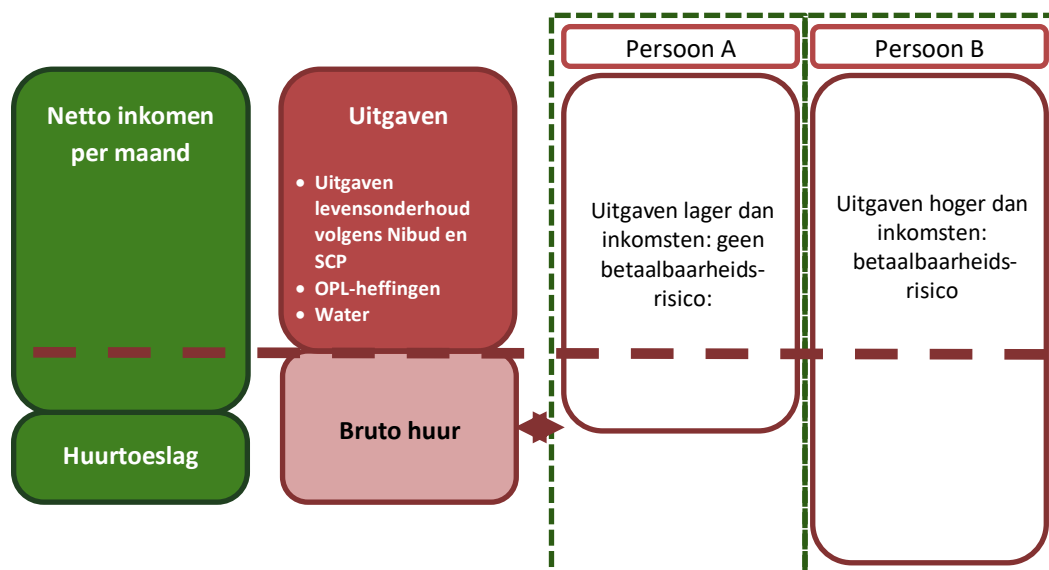 Netto inkomen
per maand
Huurtoeslag
Uitgaven
• Uitgaven
levensonderhoud
volgens Nibud en
SCP
• OPL-heffingen
• Water
Bruto huur
Persoon A
Uitgaven lager dan
inkomsten: geen
betaalbaarheids-
risico:
Persoon B
Uitgaven hoger dan
inkomsten:
betaalbaarheids-
risico